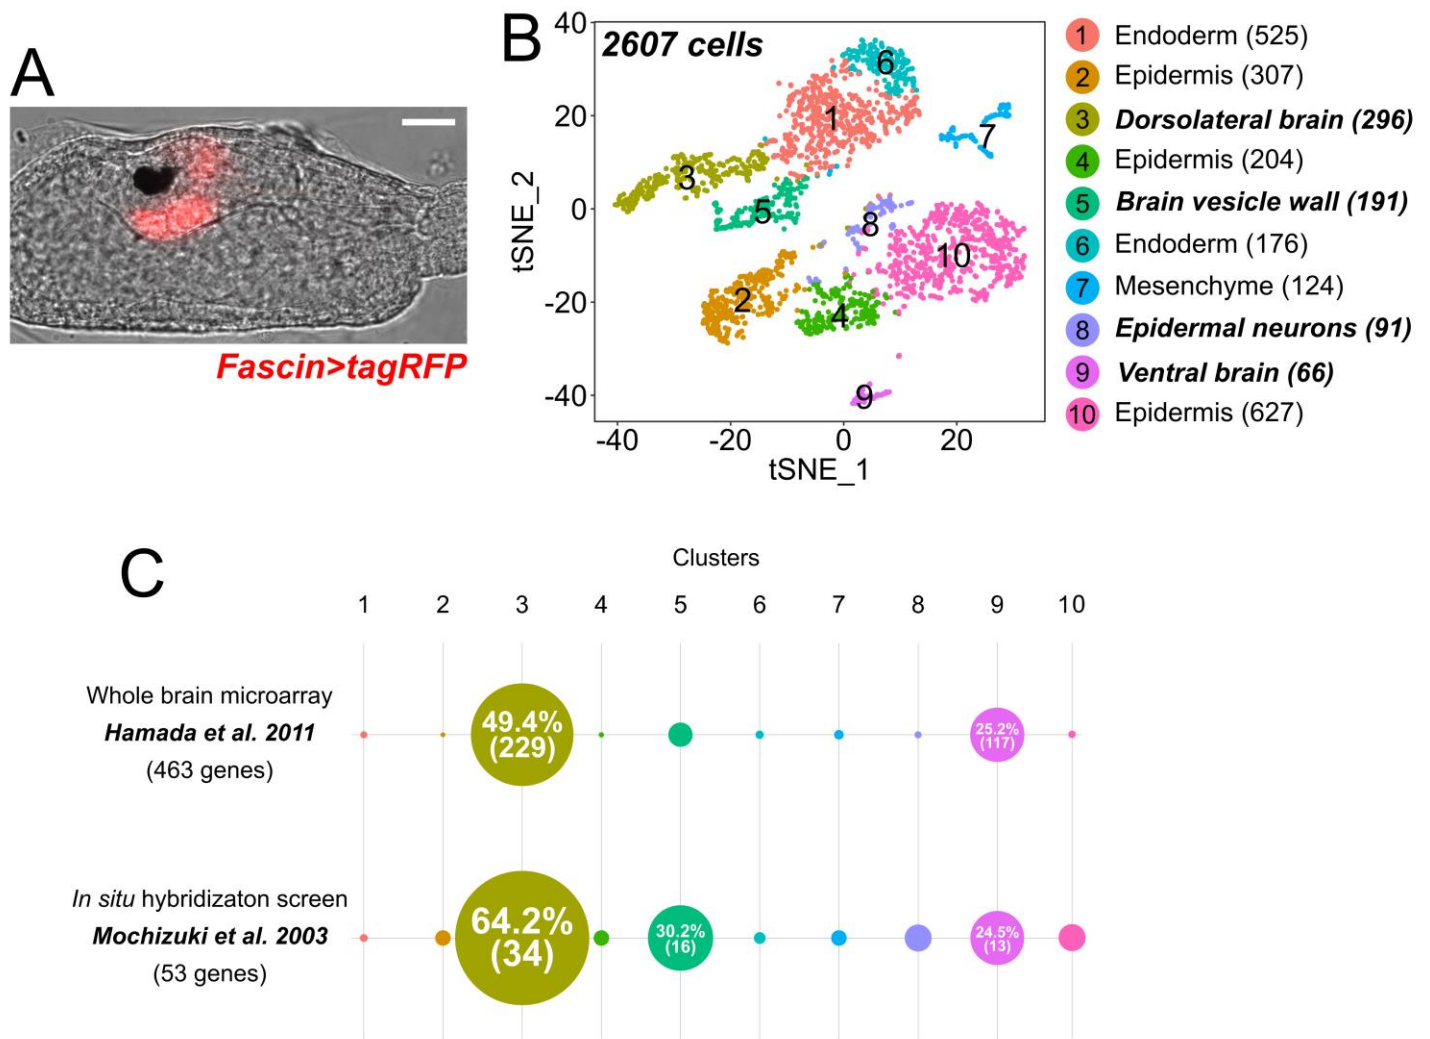 A
Fascin>tagRFP
B
2607 cells
40
20
0
-20
-40
tSNE_2
-40 -20 0 20
tSNE_1
1
2
3
4
5
6
7
8
9
10
1 Endoderm (525)
2 Epidermis (307)
3 Dorsolateral brain (296)
4 Epidermis (204)
5 Brain vesicle wall (191)
6 Endoderm (176)
7 Mesenchyme (124)
8 Epidermal neurons (91)
9 Ventral brain (66)
10 Epidermis (627)
C
Clusters
1 2 3 4 5 6 7 8 9 10
Whole brain microarray
Hamada et al. 2011
(463 genes)
49.4%
(229)
25.2%
(117)
In situ hybridizaton screen
Mochizuki et al. 2003
(53 genes)
64.2%
(34)
30.2%
(16)
24.5%
(13)